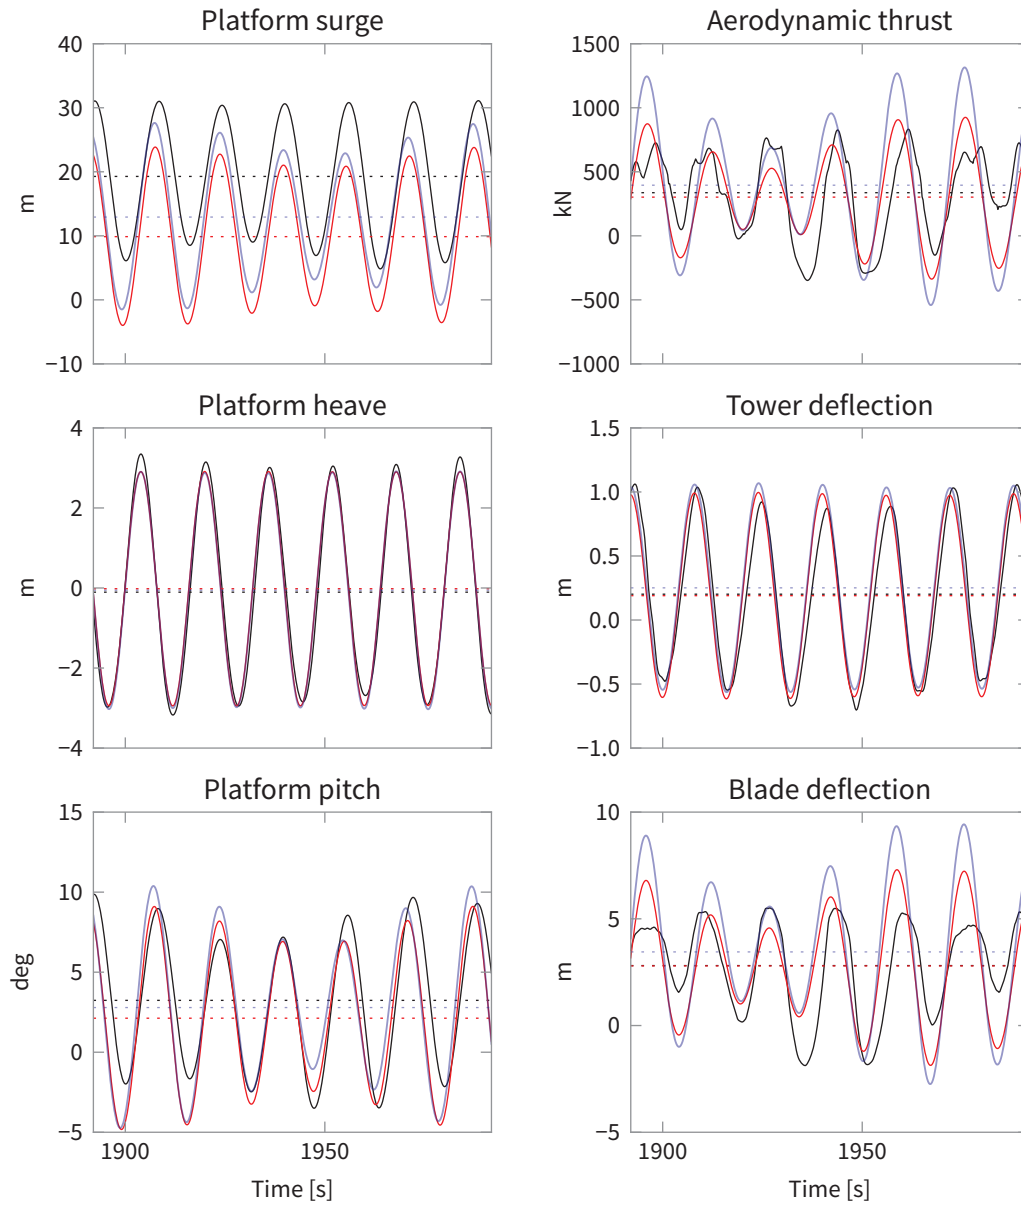 Platform surge
40
30
20
10
0
−10
m
Aerodynamic thrust
1500
1000
500
0
−500
−1000
kN
Platform heave
4
2
0
−2
−4
m
Tower deflection
1.5
1.0
0.5
0.0
−0.5
−1.0
m
Platform pitch
15
10
5
0
−5
deg
1900
1950
Time [s]
Blade deflection
10
5
0
−5
m
1900
1950
Time [s]